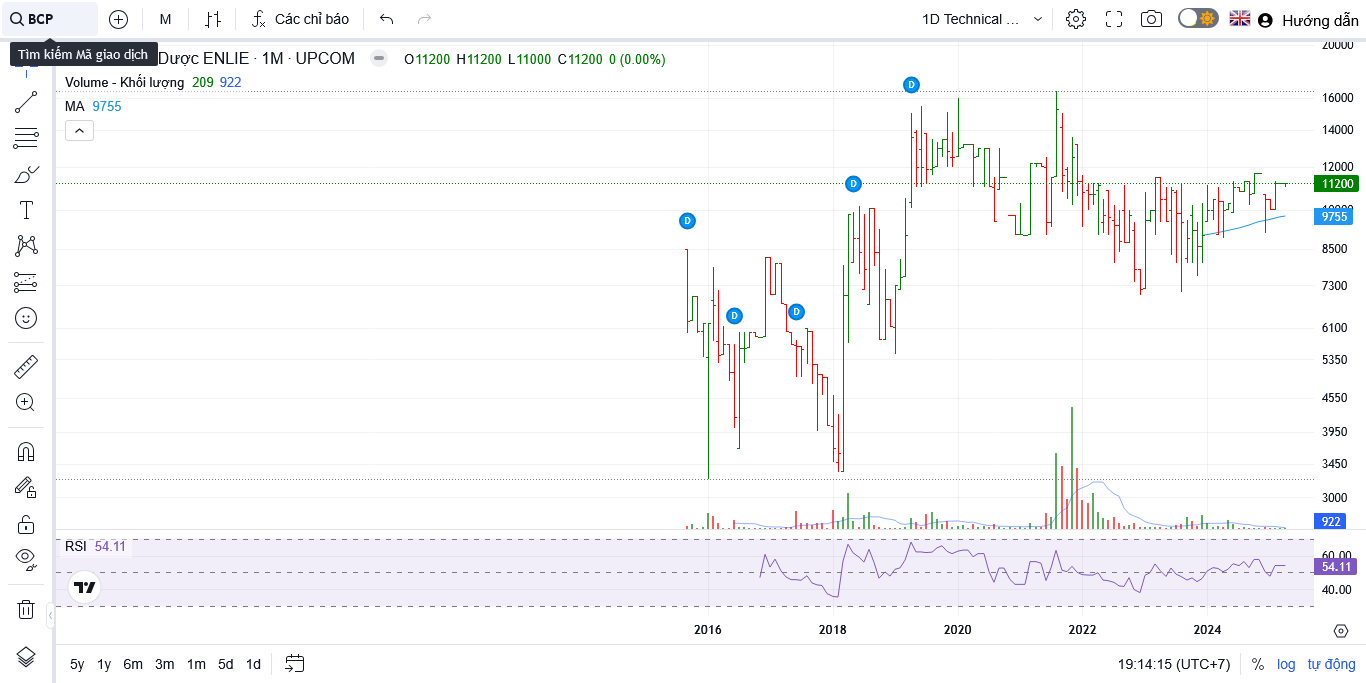 BCP
M
Các chỉ báo
1D Technical ...
Hướng dẫn
Tìm kiếm Mã giao dịch
Dược ENLIE · 1M · UPCOM
O11200 H11200 L11000 C11200 0 (0.00%)
Volume - Khối lượng 209 922
MA 9755
D
D
D
D
D
20000
16000
14000
12000
11200
10000
9755
8500
7300
6100
5350
4550
3950
3450
3000
922
RSI 54.11
60.00
54.11
40.00
2016 2018 2020 2022 2024
5y 1y 6m 3m 1m 5d 1d
19:14:15 (UTC+7) % log tự động